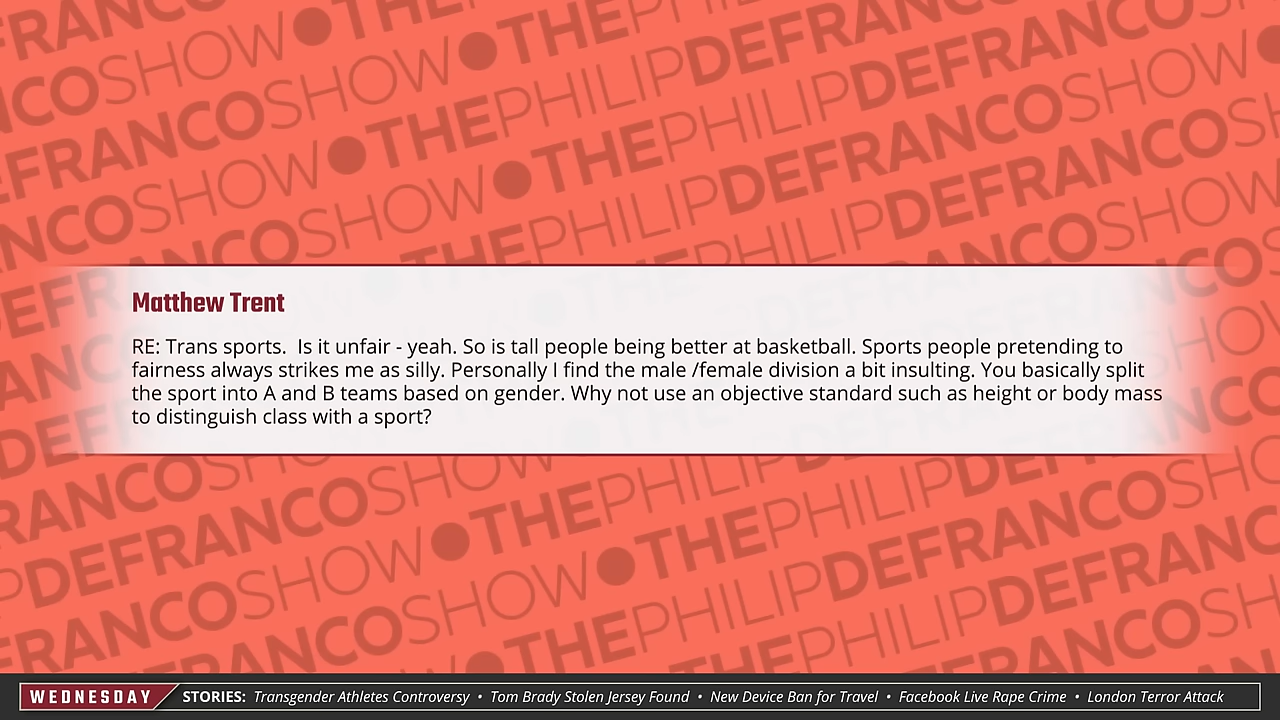 FRANCOSHOW●THEPHILIPDEFRANCOSHOW
Matthew Trent
RE: Trans sports.  Is it unfair - yeah. So is tall people being better at basketball. Sports people pretending to
fairness always strikes me as silly. Personally I find the male /female division a bit insulting. You basically split
the sport into A and B teams based on gender. Why not use an objective standard such as height or body mass
to distinguish class with a sport?
WEDNESDAY STORIES: Transgender Athletes Controversy • Tom Brady Stolen Jersey Found • New Device Ban for Travel • Facebook Live Rape Crime • London Terror Attack